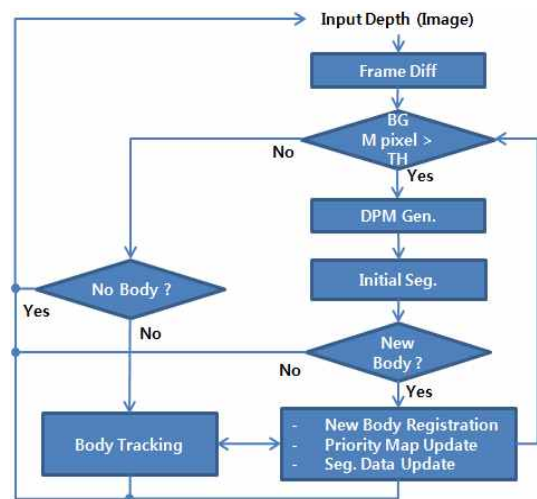 Input Depth (Image)
Frame Diff
BG
M pixel >
TH
No
Yes
DPM Gen.
No Body ?
Initial Seg.
Yes
No
New
Body ?
No
Yes
Body Tracking
- New Body Registration
- Priority Map Update
- Seg. Data Update